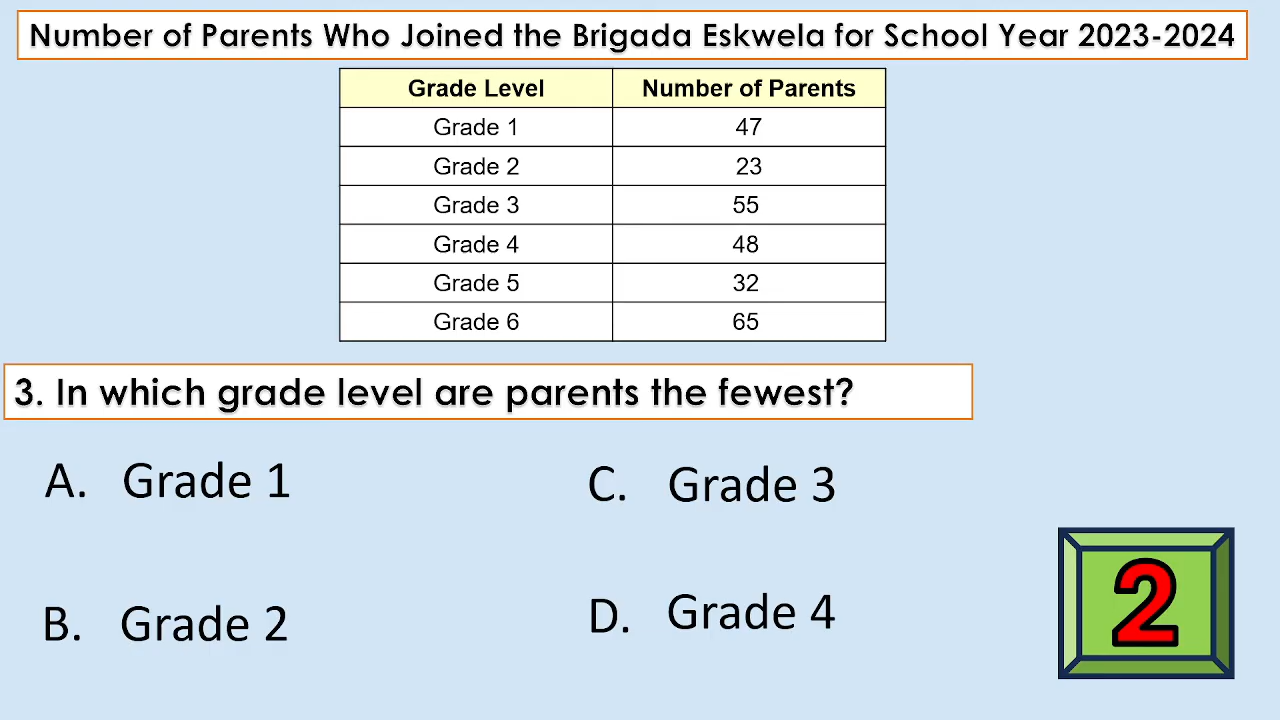 Number of Parents Who Joined the Brigada Eskwela for School Year 2023-2024
Grade Level Number of Parents
Grade 1 47
Grade 2 23
Grade 3 55
Grade 4 48
Grade 5 32
Grade 6 65
3. In which grade level are parents the fewest?
A. Grade 1
B. Grade 2
C. Grade 3
D. Grade 4
2